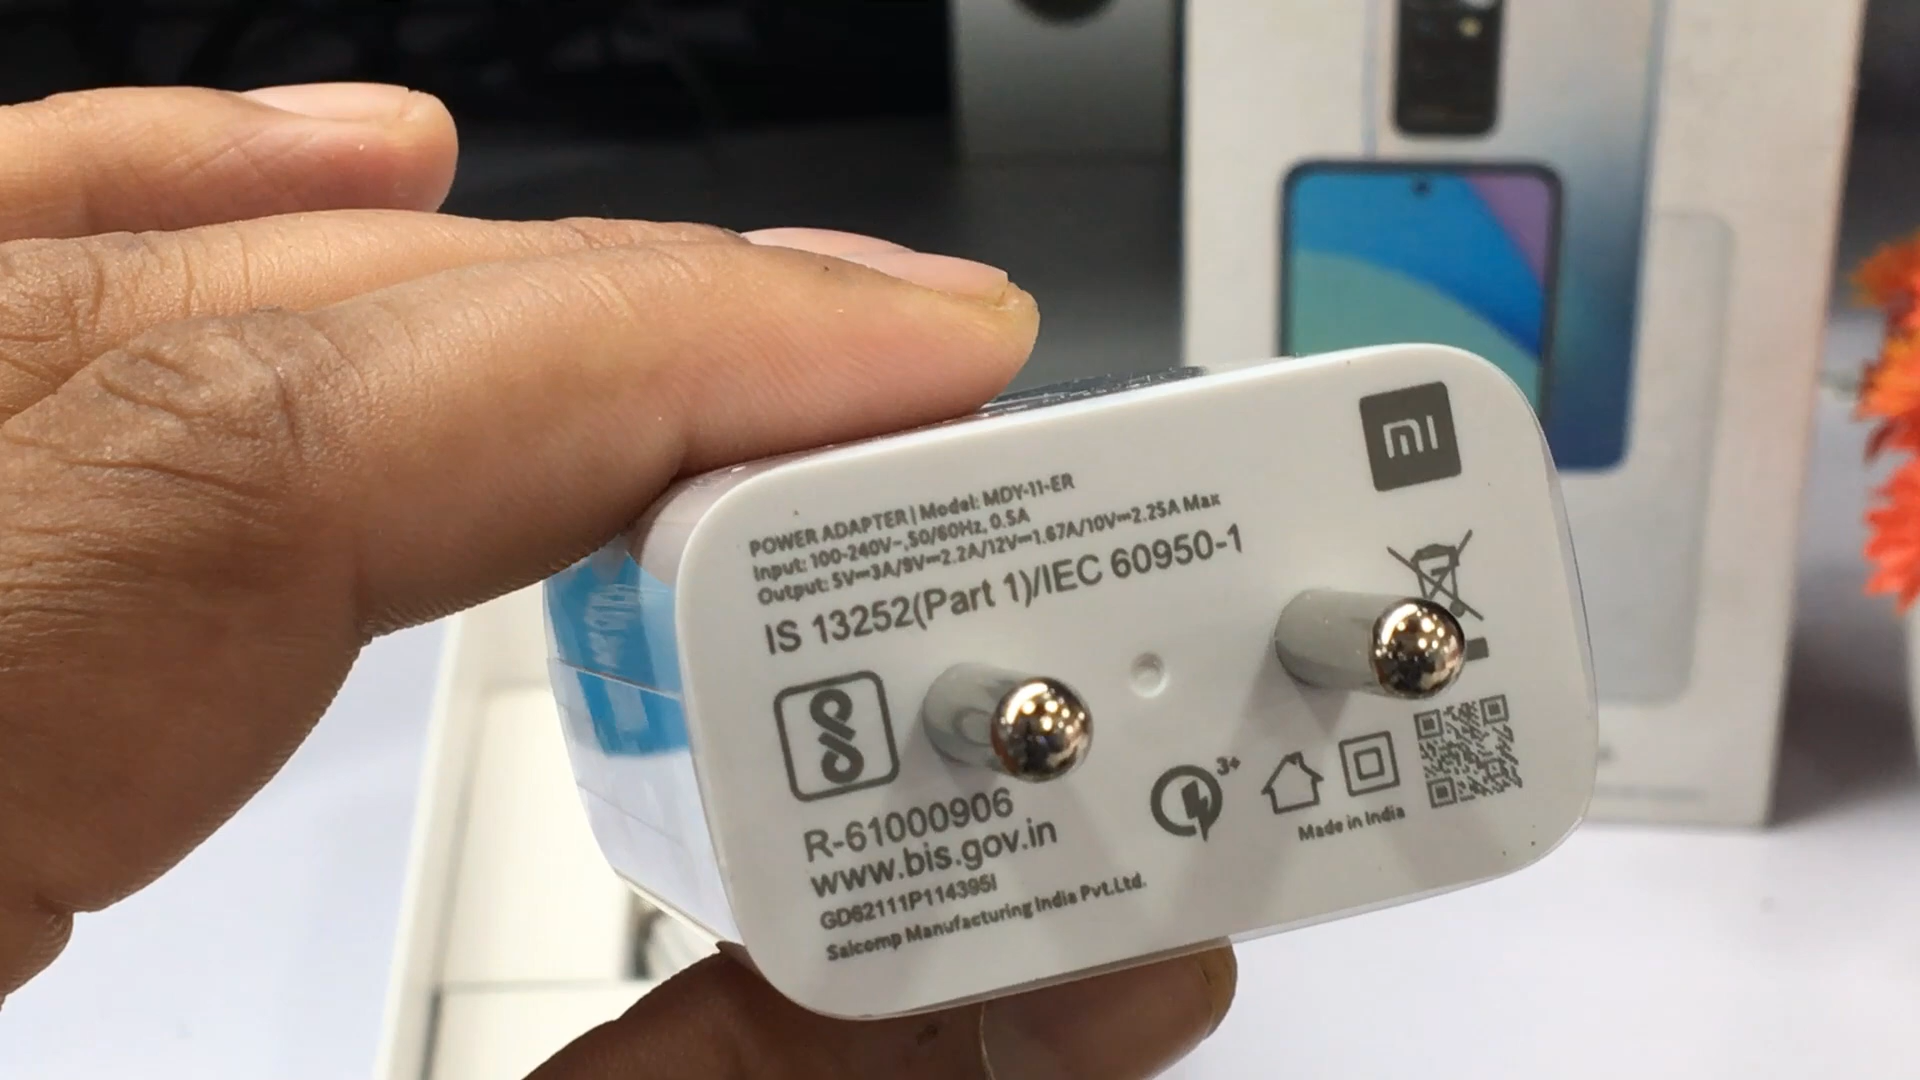 mi
POWER ADAPTER | Model: MDY-11-ER
Input: 100-240V~,50/60Hz, 0.5A
Output: 5V⎓3A/9V⎓2.2A/12V⎓1.67A/10V⎓2.25A Max
IS 13252(Part 1)/IEC 60950-1
R-61000906
www.bis.gov.in
GD62111P114395I
Salcomp Manufacturing India Pvt.Ltd.
3+
Made in India